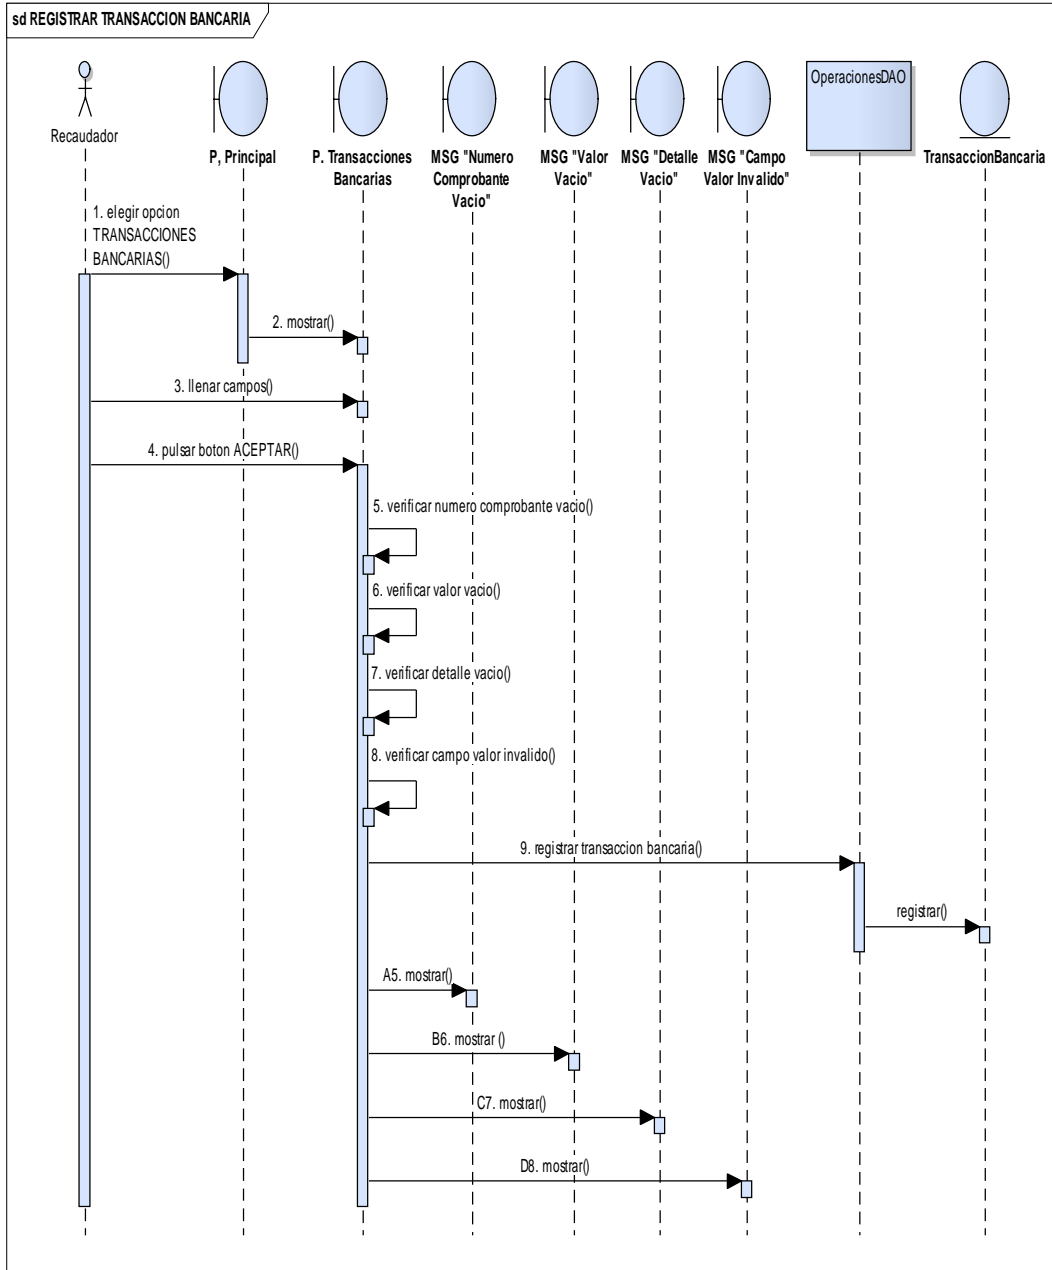 sd REGISTRAR TRANSACCION BANCARIA
Recaudador
P, Principal
P. Transacciones
Bancarias
MSG "Numero
Comprobante
Vacio"
MSG "Valor
Vacio"
MSG "Detalle
Vacio"
MSG "Campo
Valor Invalido"
OperacionesDAO
TransaccionBancaria
1. elegir opcion
TRANSACCIONES
BANCARIAS()
2. mostrar()
3. llenar campos()
4. pulsar boton ACEPTAR()
5. verificar numero comprobante vacio()
6. verificar valor vacio()
7. verificar detalle vacio()
8. verificar campo valor invalido()
9. registrar transaccion bancaria()
registrar()
A5. mostrar()
B6. mostrar ()
C7. mostrar()
D8. mostrar()